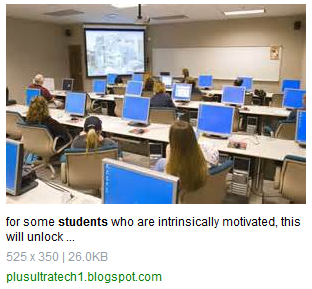 for some students who are intrinsically motivated, this
will unlock ...
525 x 350 | 26.0KB
plusultratech1.blogspot.com